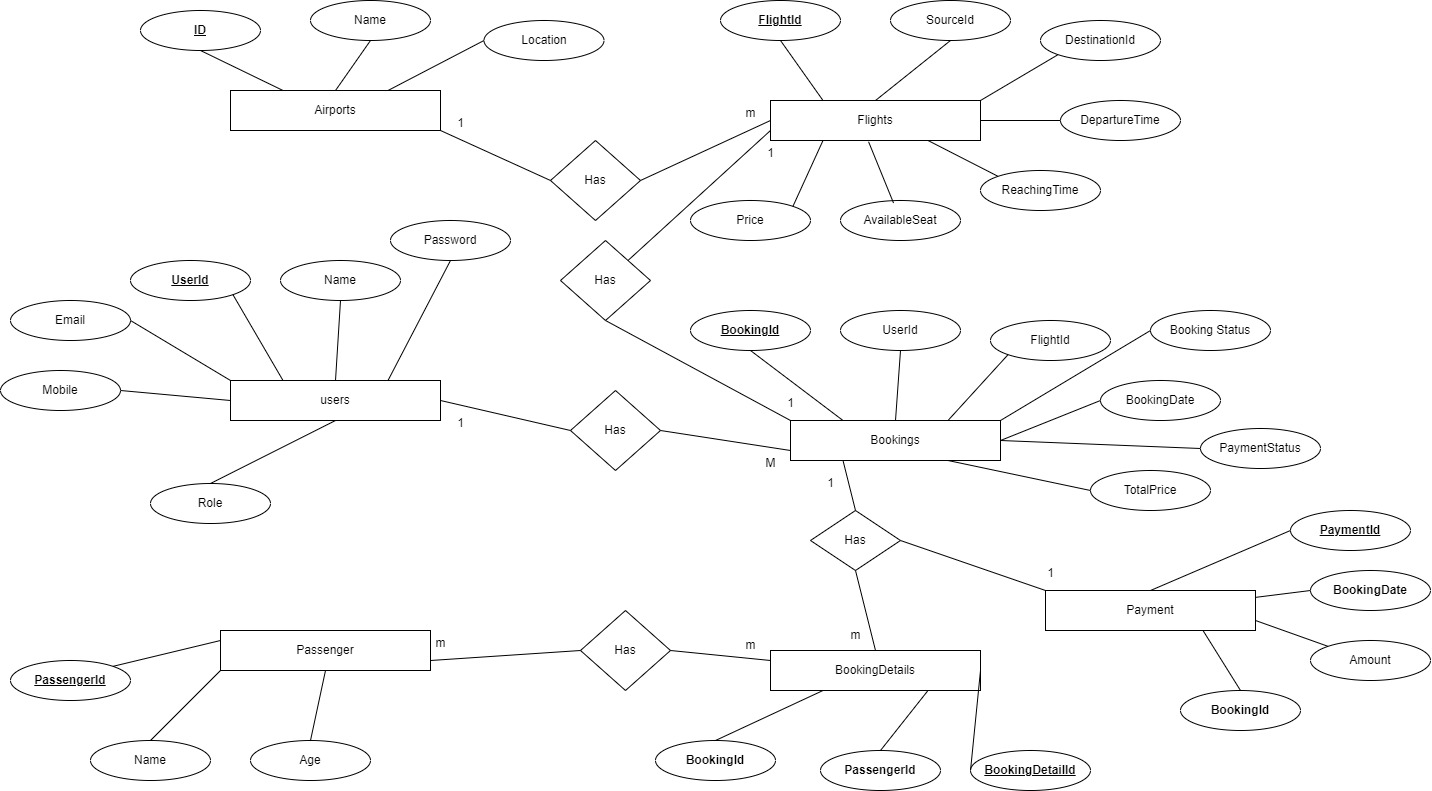 Name
FlightId
SourceId
ID
Location
DestinationId
Airports
m
Flights
DepartureTime
1
1
Has
ReachingTime
Price
AvailableSeat
Password
UserId
Name
Has
Email
BookingId
UserId
FlightId
Booking Status
Mobile
users
1
BookingDate
1
Has
Bookings
PaymentStatus
M
1
TotalPrice
Role
PaymentId
Has
1
BookingDate
Payment
m
m
m
Passenger
Has
BookingDetails
Amount
PassengerId
BookingId
Name
Age
BookingId
PassengerId
BookingDetailId